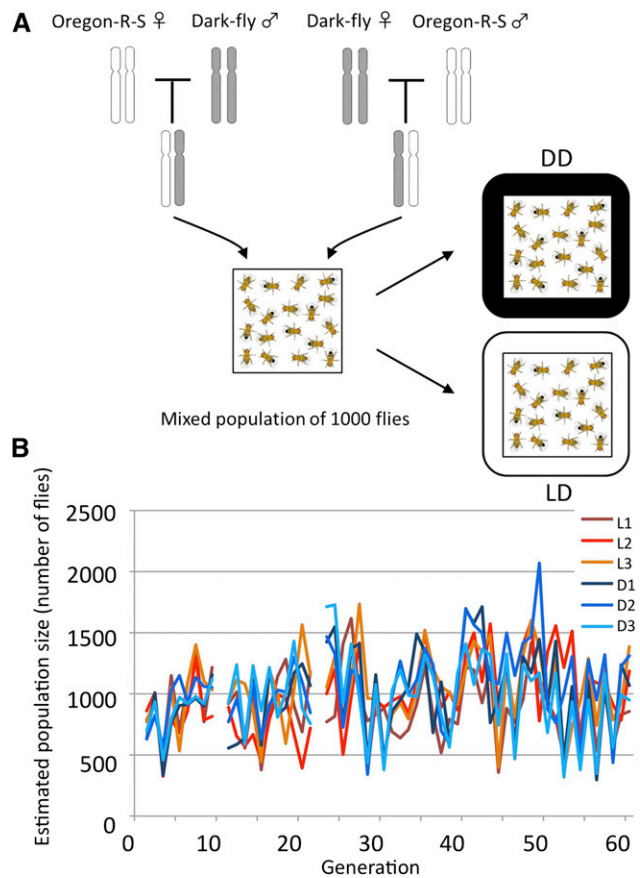 A
Oregon-R-S ♀ Dark-fly ♂ Dark-fly ♀ Oregon-R-S ♂
DD
Mixed population of 1000 flies
LD
B
Estimated population size (number of flies)
2500
2000
1500
1000
500
0
L1
L2
L3
D1
D2
D3
0 10 20 30 40 50 60
Generation